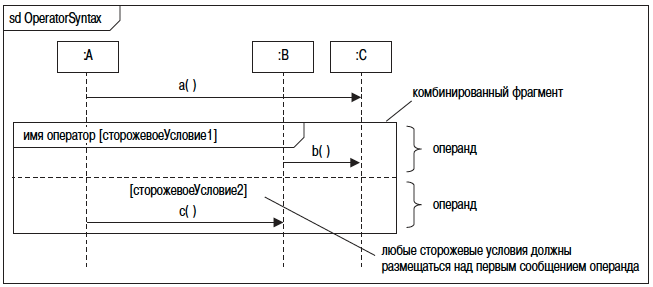 sd OperatorSyntax
:A
:B
:C
a( )
комбинированный фрагмент
имя оператор [сторожевоеУсловие1]
операнд
b( )
[сторожевоеУсловие2]
операнд
c( )
любые сторожевые условия должны
размещаться над первым сообщением операнда